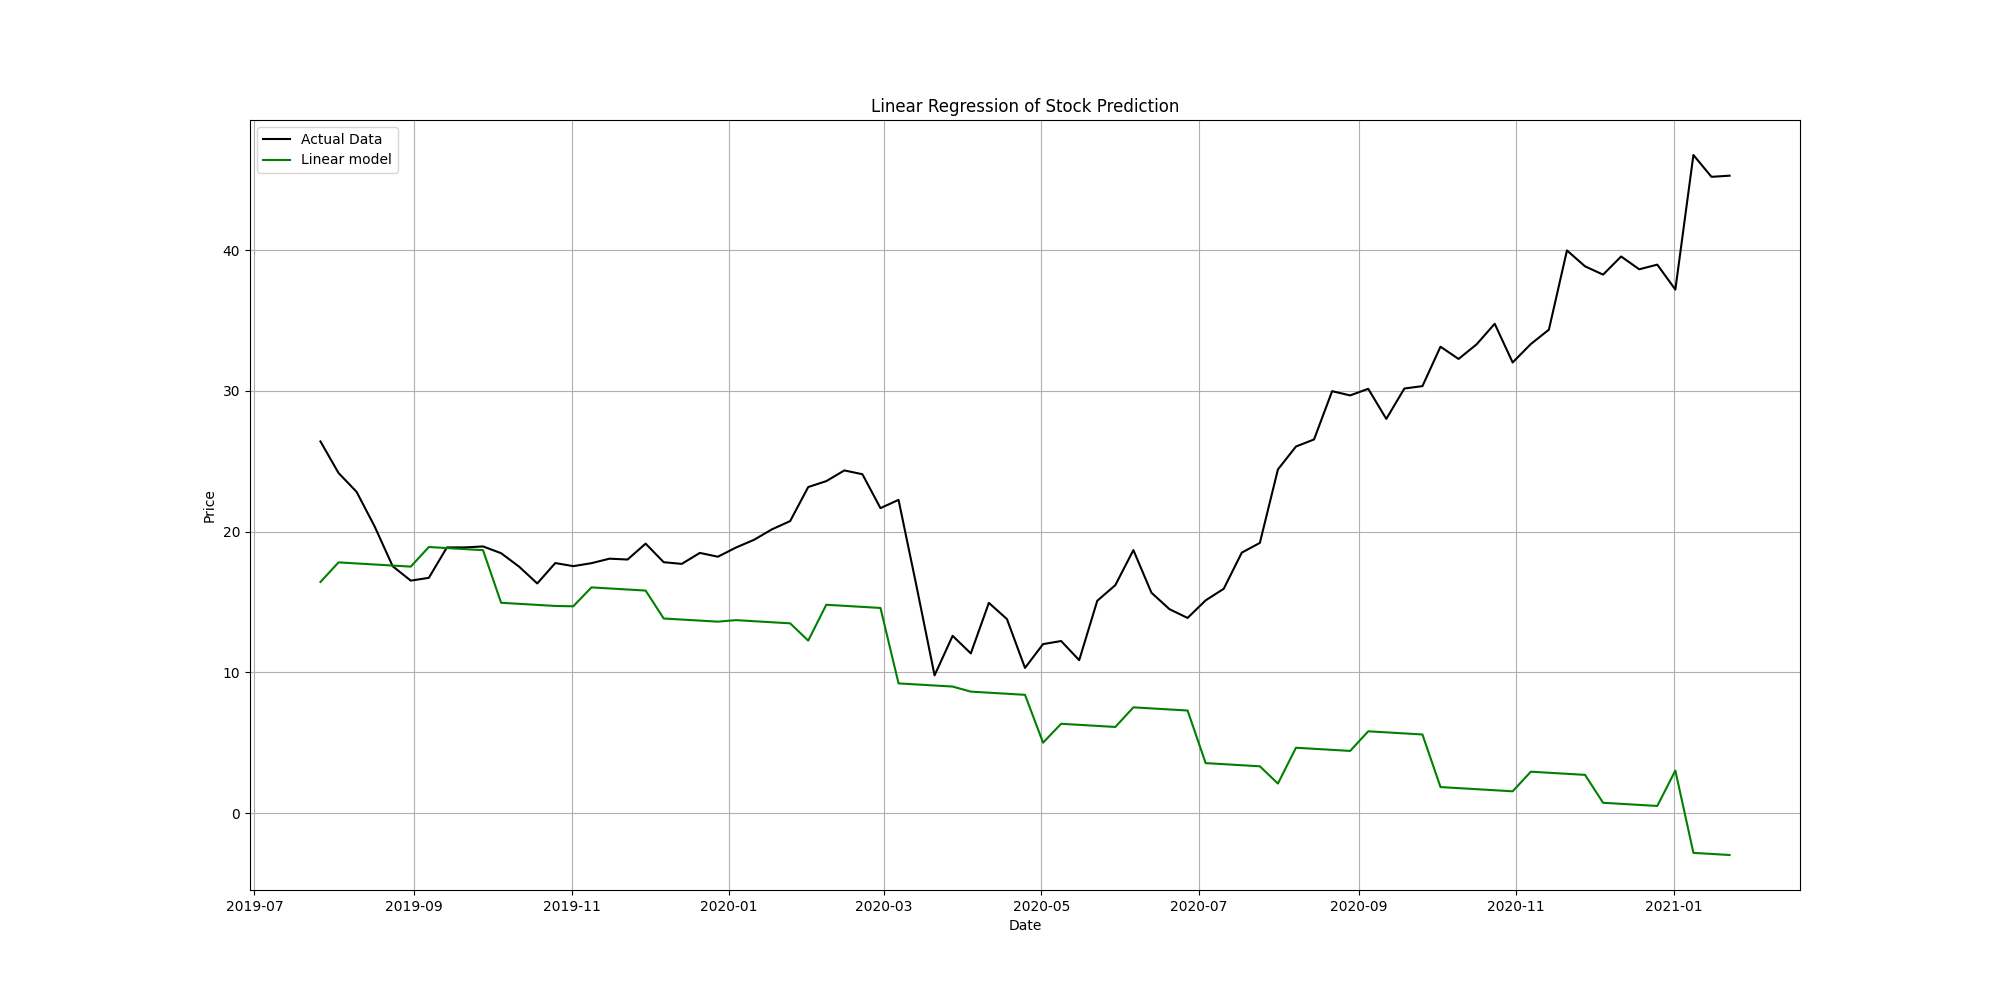 Linear Regression of Stock Prediction
Actual Data
Linear model
40
30
20
10
0
Price
2019-07 2019-09 2019-11 2020-01 2020-03 2020-05 2020-07 2020-09 2020-11 2021-01
Date